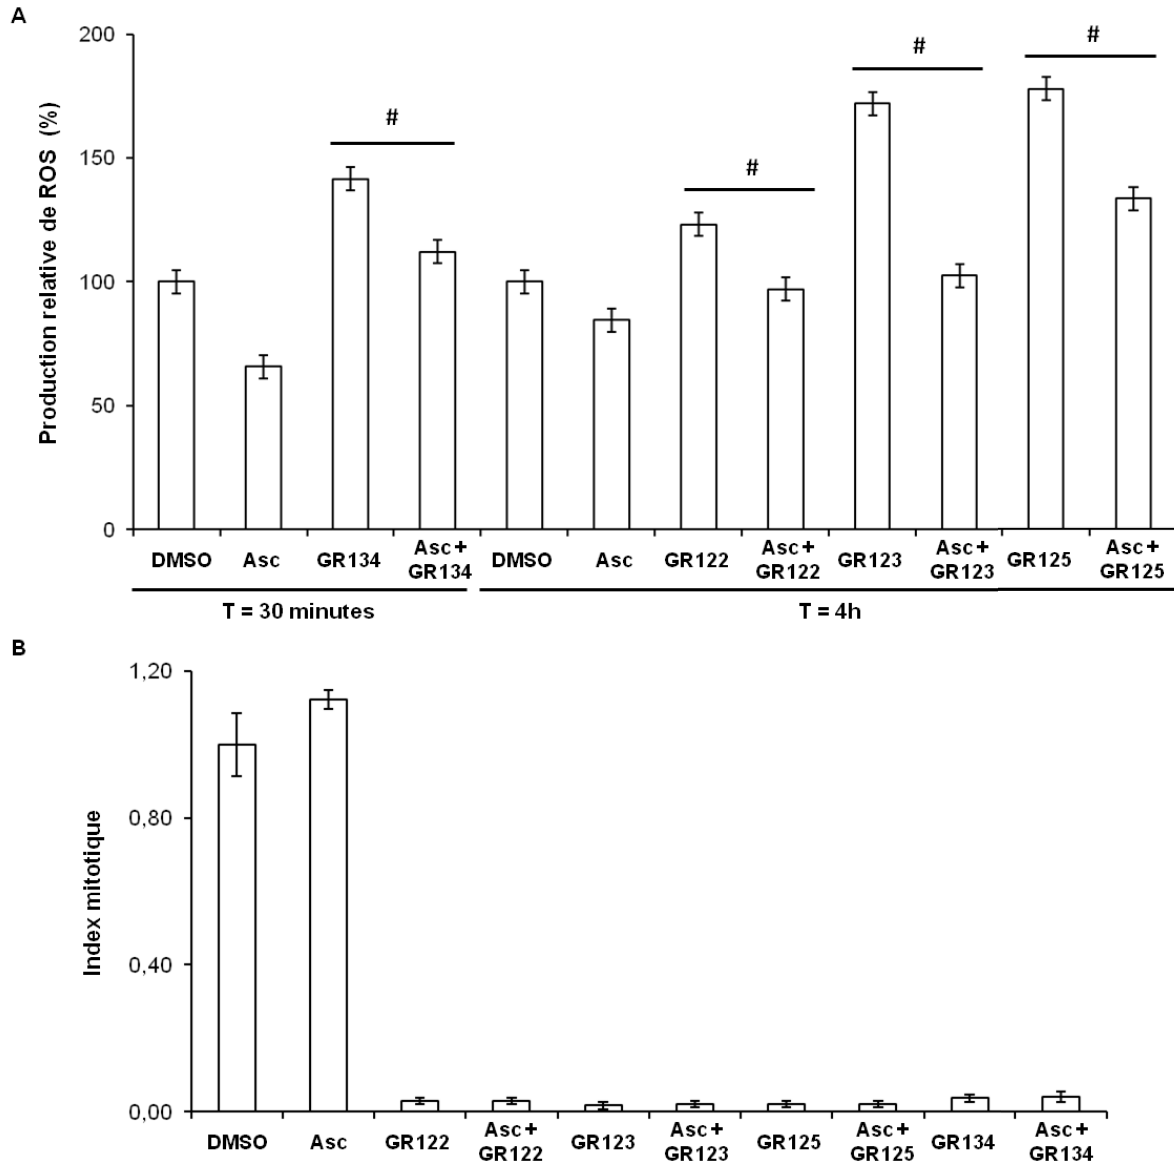 A
Production relative de ROS (%)
200
150
100
50
0
#
#
#
#
DMSO
Asc
GR134
Asc +
GR134
DMSO
Asc
GR122
Asc +
GR122
GR123
Asc +
GR123
GR125
Asc +
GR125
T = 30 minutes
T = 4h
B
Index mitotique
1,20
0,80
0,40
0,00
DMSO
Asc
GR122
Asc +
GR122
GR123
Asc +
GR123
GR125
Asc +
GR125
GR134
Asc +
GR134